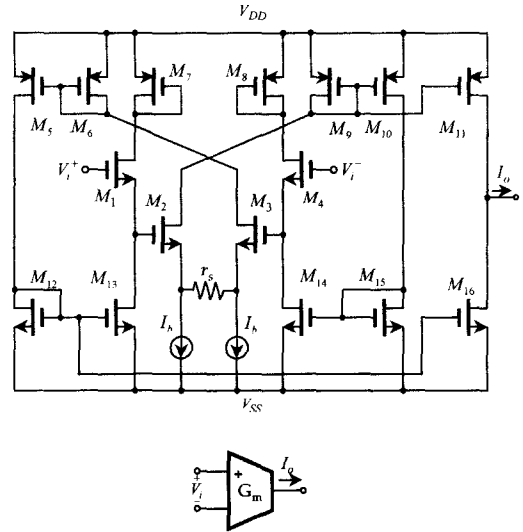 V_DD
M_7 M_8
M_5 M_6 M_9 M_10 M_11
V_i^+ M_1 M_2 M_3 M_4 V_i^- I_o
r_s
M_12 M_13 M_14 M_15 M_16
I_b I_b
V_SS
+ V_i - + G_m I_o